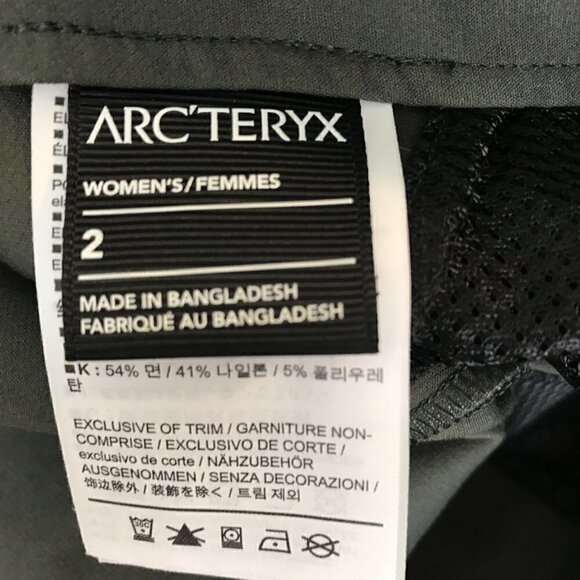 ARC'TERYX
WOMEN'S/FEMMES
2
MADE IN BANGLADESH
FABRIQUÉ AU BANGLADESH
K : 54% 면 / 41% 나일론 / 5% 폴리우레
탄
EXCLUSIVE OF TRIM / GARNITURE NON-
COMPRISE / EXCLUSIVO DE CORTE /
exclusivo de corte / NÄHZUBEHÖR
AUSGENOMMEN / SENZA DECORAZIONI /
饰边除外 / 装飾を除く / 트림 제외
30C